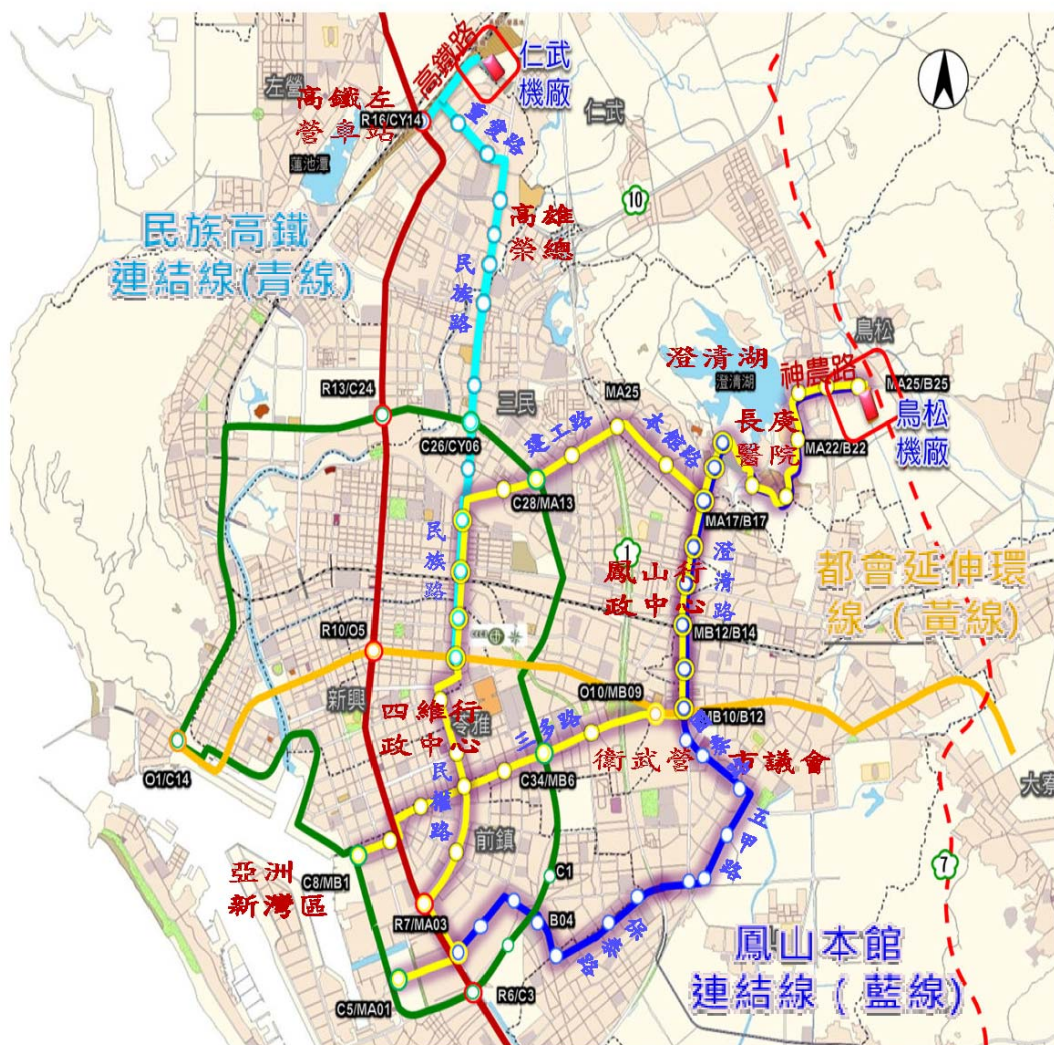 高鐵路
仁武
機廠
左營
高鐵左
營車站
R16/CY14
重愛路
仁武
蓮池潭
10
高雄
榮總
民族高鐵
連結線(青線)
民族路
鳥松
澄清湖
澄清湖
神農路
MA25/B25
R13/C24
三民
MA25
鳥松
機廠
C26/CY06
建工路
本館路
長庚
醫院
MA22/B22
C28/MA13
MA17/B17
民族路
1
澄清路
鳳山行
政中心
都會延伸環
線 ( 黃線)
MB12/B14
R10/O5
O10/MB09
新興
四維行
政中心
苓雅
三多路
MB10/B12
衛武營
市議會
O1/C14
C34/MB6
民權路
大寮
五甲路
前鎮
7
亞洲
新灣區
C8/MB1
C1
R7/MA03
B04
保泰路
鳳山本館
連結線 ( 藍線)
C5/MA01
R6/C3